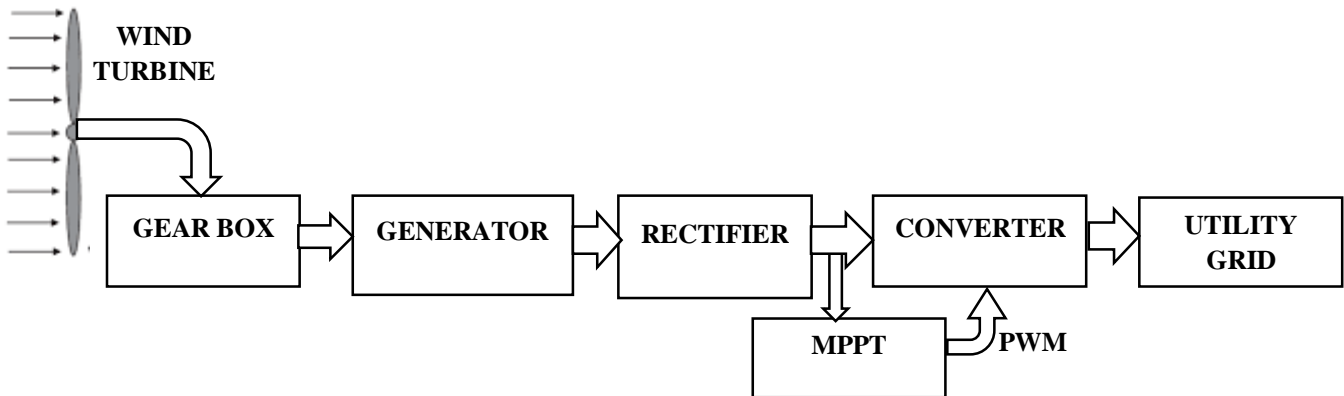 WIND
TURBINE
GEAR BOX
GENERATOR
RECTIFIER
CONVERTER
UTILITY
GRID
MPPT
PWM